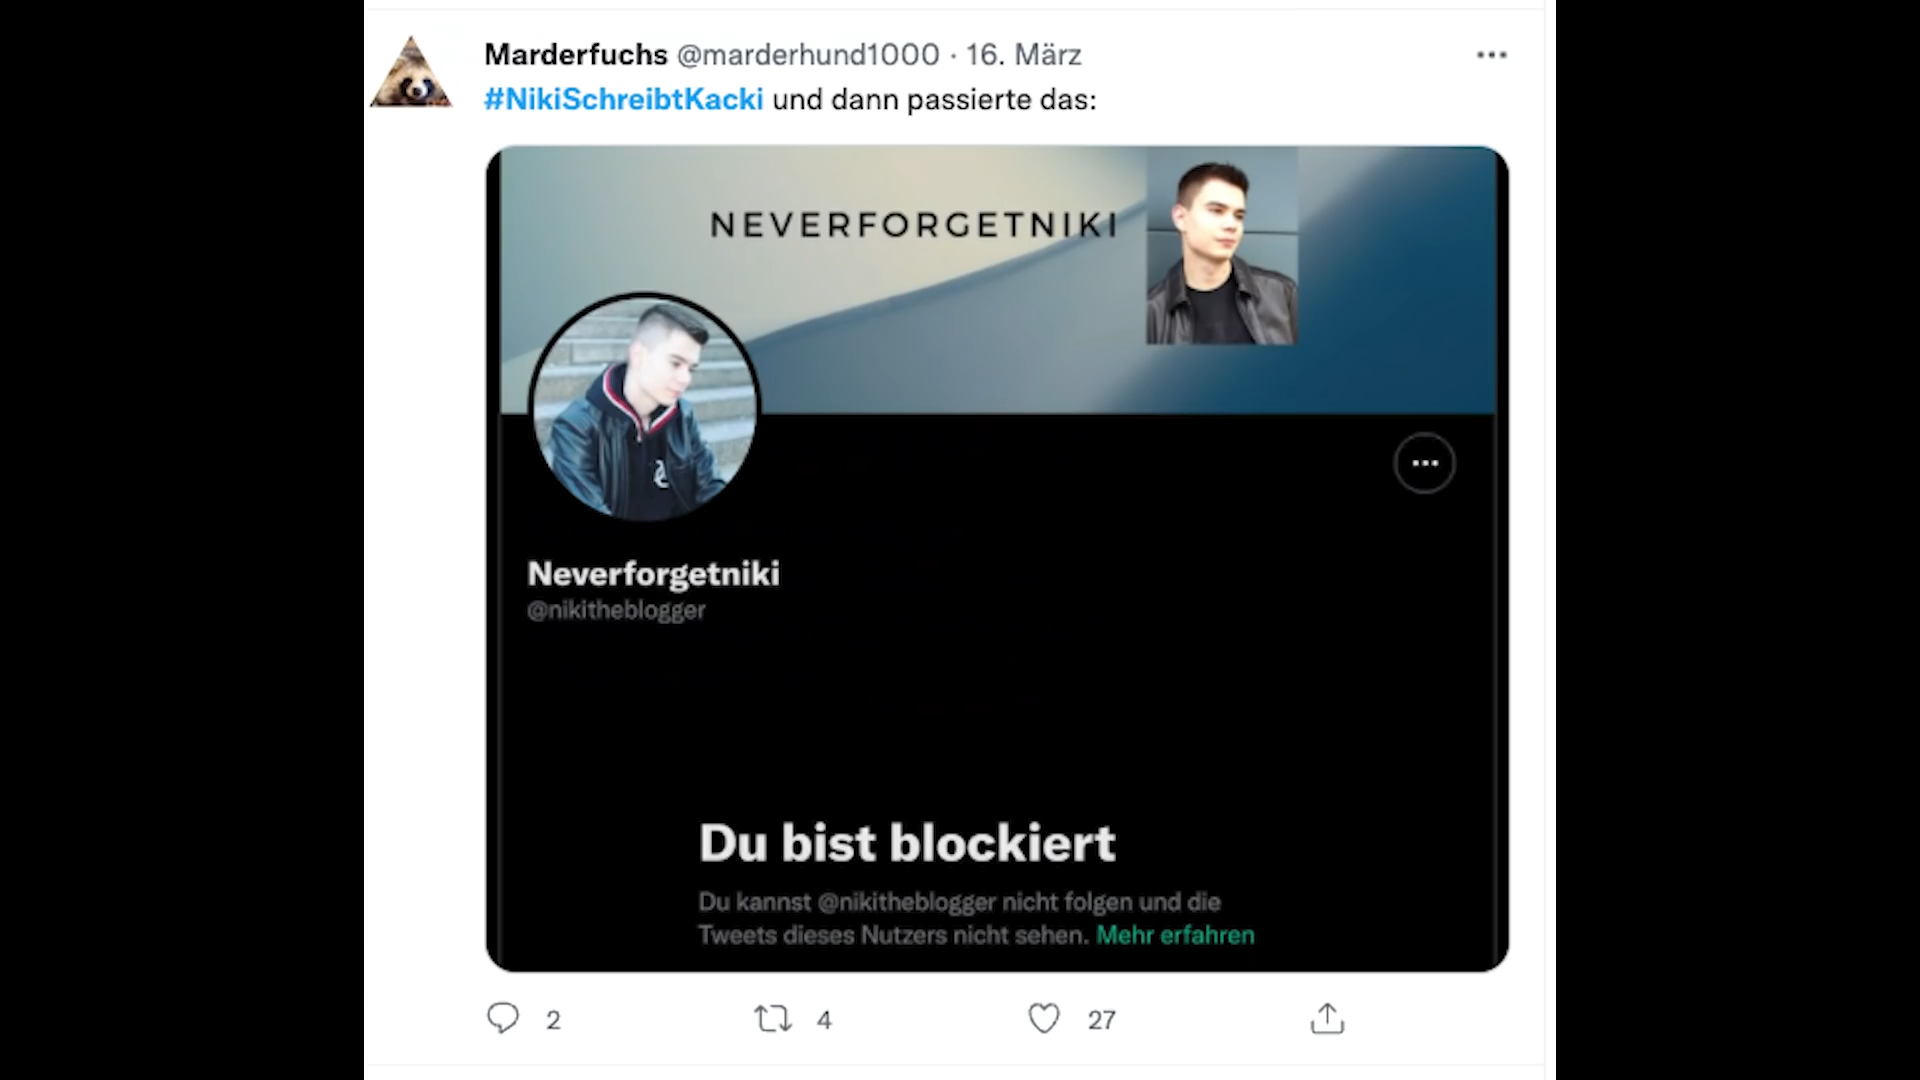 Marderfuchs @marderhund1000 · 16. März
#NikiSchreibtKacki und dann passierte das:
NEVERFORGETNIKI
Neverforgetniki
@nikitheblogger
Du bist blockiert
Du kannst @nikitheblogger nicht folgen und die
Tweets dieses Nutzers nicht sehen. Mehr erfahren
2 4 27